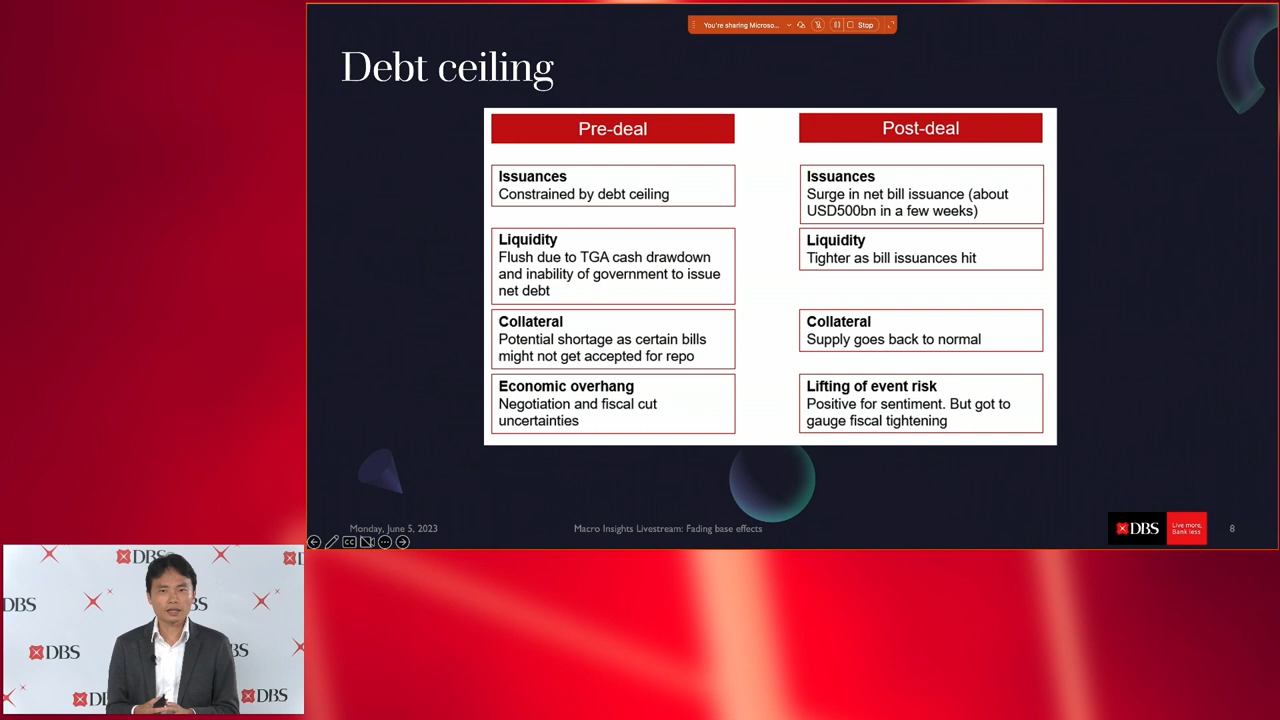 You're sharing Microso...
Stop
Debt ceiling
Pre-deal
Issuances
Constrained by debt ceiling
Liquidity
Flush due to TGA cash drawdown
and inability of government to issue
net debt
Collateral
Potential shortage as certain bills
might not get accepted for repo
Economic overhang
Negotiation and fiscal cut
uncertainties
Post-deal
Issuances
Surge in net bill issuance (about
USD500bn in a few weeks)
Liquidity
Tighter as bill issuances hit
Collateral
Supply goes back to normal
Lifting of event risk
Positive for sentiment. But got to
gauge fiscal tightening
Monday, June 5, 2023
Macro Insights Livestream: Fading base effects
DBS
Live more,
Bank less
8
CC
DBS
D
DBS
BS
DBS
BS
DB
DBS